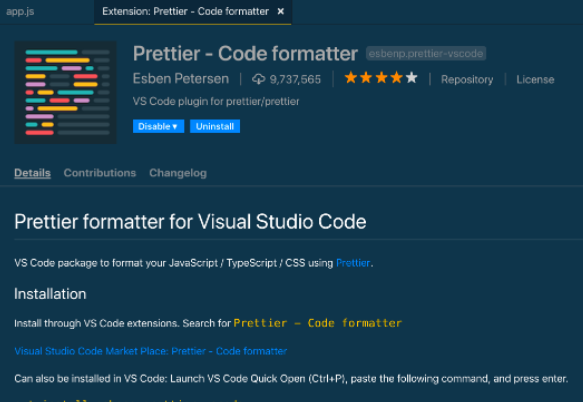 app.js
Extension: Prettier - Code formatter ×
Prettier - Code formatter esbenp.prettier-vscode
Esben Petersen | 9,737,565 | ★★★★★ | Repository | License
VS Code plugin for prettier/prettier
Disable ▾ Uninstall
Details Contributions Changelog
Prettier formatter for Visual Studio Code
VS Code package to format your JavaScript / TypeScript / CSS using Prettier.
Installation
Install through VS Code extensions. Search for Prettier - Code formatter
Visual Studio Code Market Place: Prettier - Code formatter
Can also be installed in VS Code: Launch VS Code Quick Open (Ctrl+P), paste the following command, and press enter.